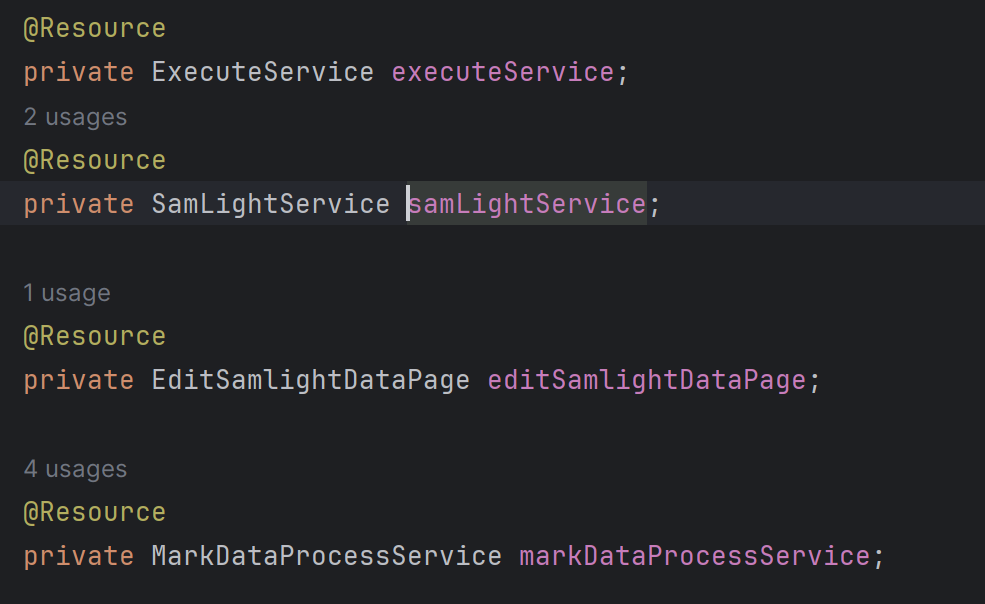 @Resource
private ExecuteService executeService;
2 usages
@Resource
private SamLightService samLightService;
1 usage
@Resource
private EditSamlightDataPage editSamlightDataPage;
4 usages
@Resource
private MarkDataProcessService markDataProcessService;